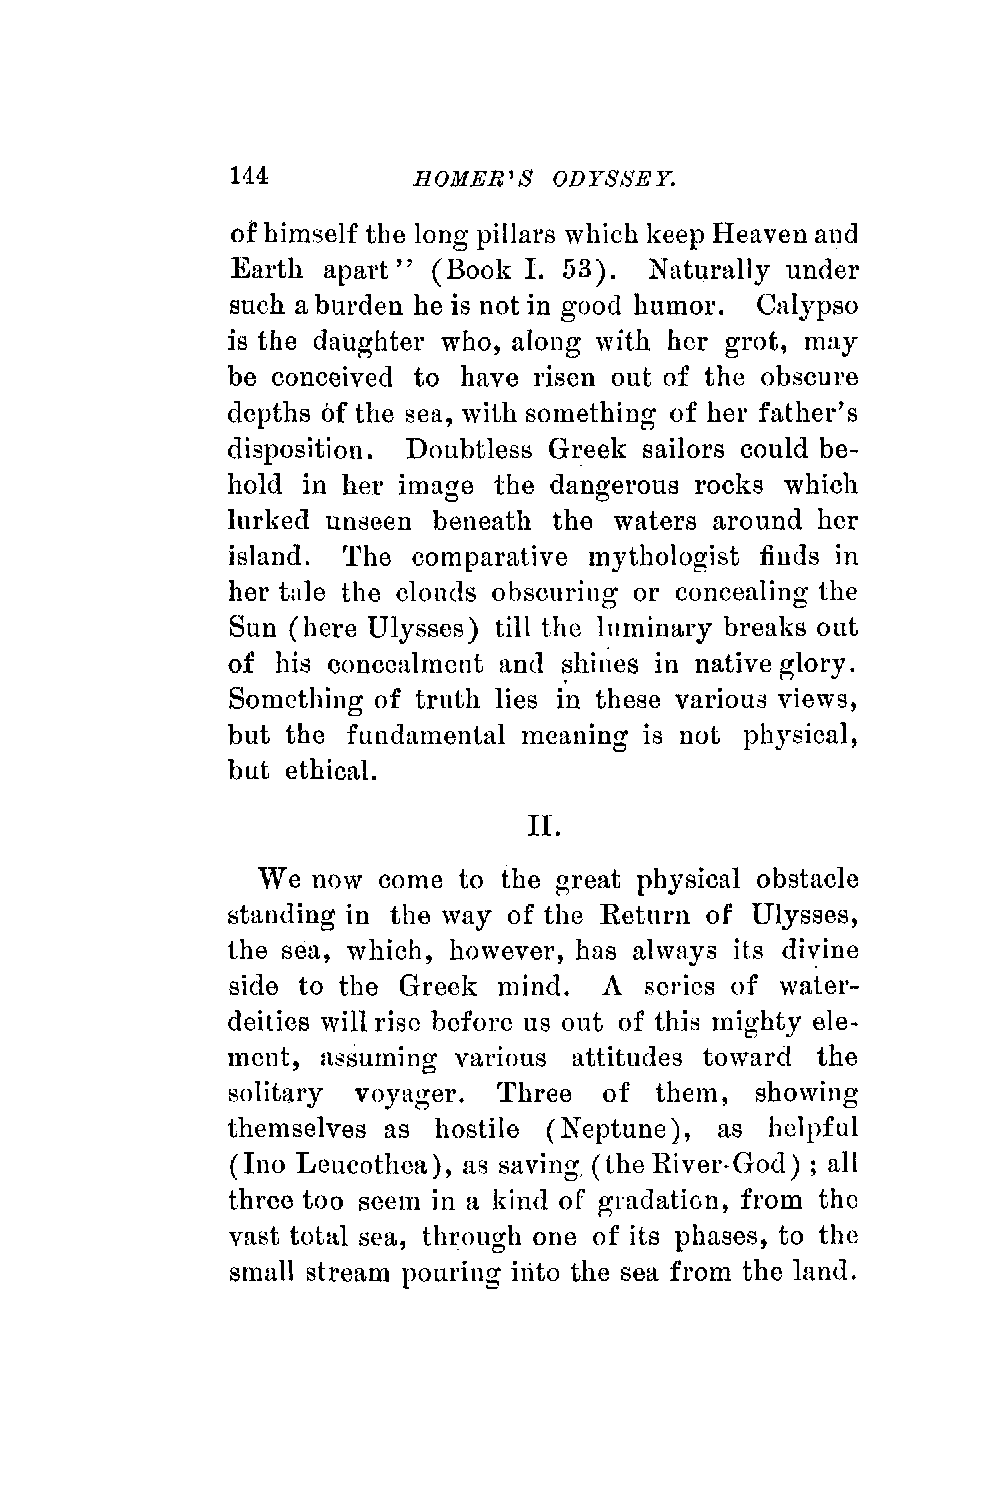 144 HOMER'S ODYSSEY.
of himself the long pillars which keep Heaven and
Earth apart" (Book I. 53). Naturally under
such a burden he is not in good humor. Calypso
is the daughter who, along with her grot, may
be conceived to have risen out of the obscure
depths of the sea, with something of her father's
disposition. Doubtless Greek sailors could be-
hold in her image the dangerous rocks which
lurked unseen beneath the waters around her
island. The comparative mythologist finds in
her tale the clouds obscuring or concealing the
Sun (here Ulysses) till the luminary breaks out
of his concealment and shines in native glory.
Something of truth lies in these various views,
but the fundamental meaning is not physical,
but ethical.
II.
We now come to the great physical obstacle
standing in the way of the Return of Ulysses,
the sea, which, however, has always its divine
side to the Greek mind. A series of water-
deities will rise before us out of this mighty ele-
ment, assuming various attitudes toward the
solitary voyager. Three of them, showing
themselves as hostile (Neptune), as helpful
(Ino Leucothea), as saving (the River-God) ; all
three too seem in a kind of gradation, from the
vast total sea, through one of its phases, to the
small stream pouring into the sea from the land.